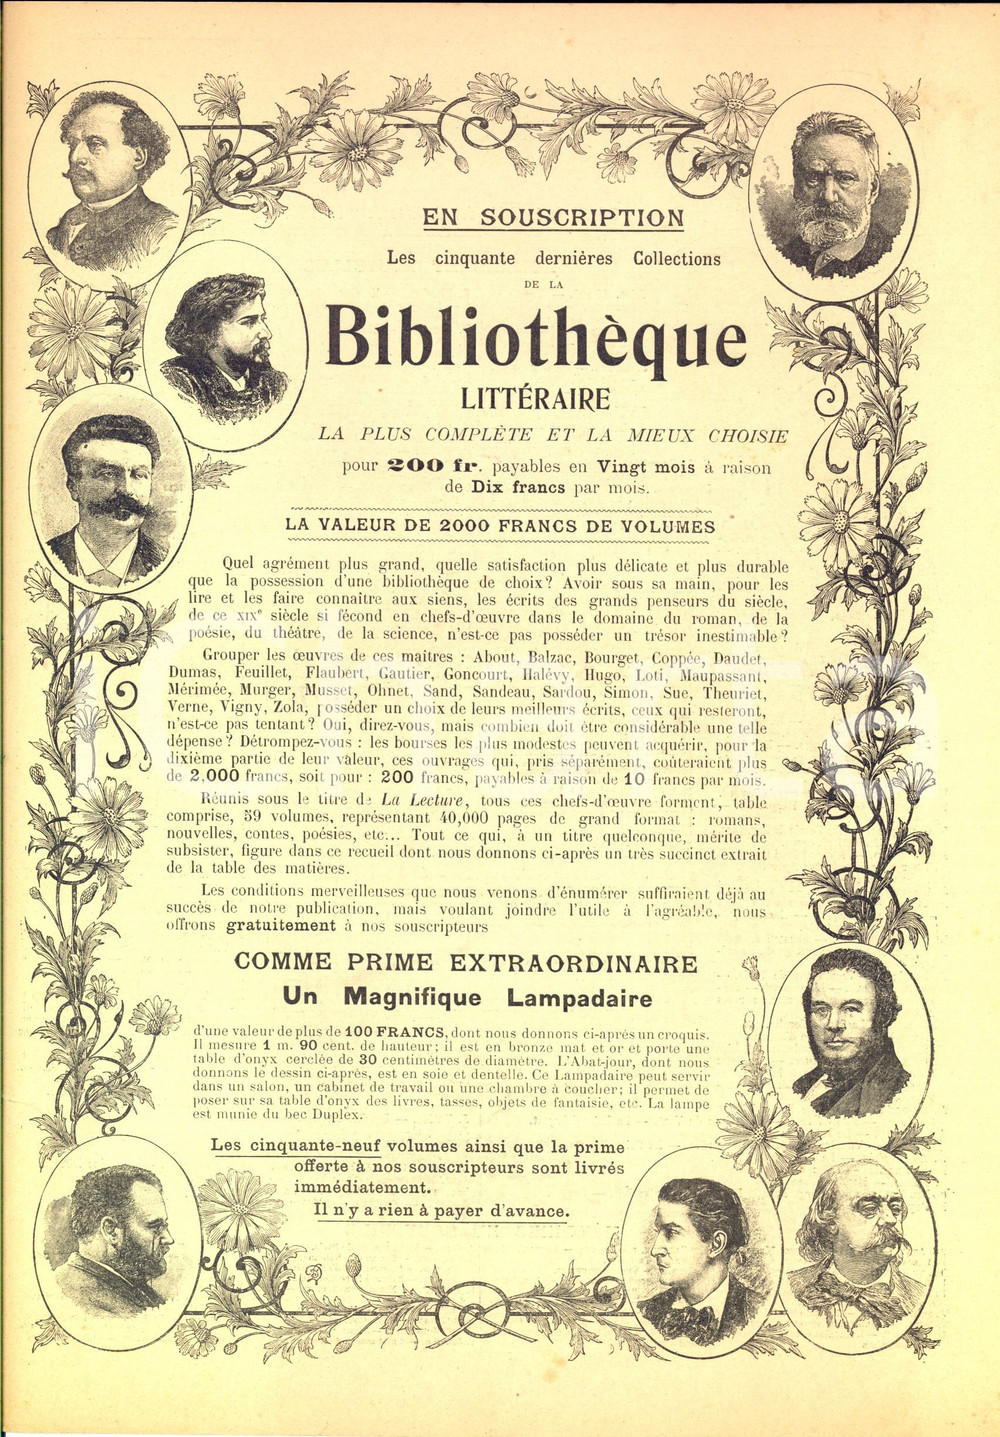 EN SOUSCRIPTION
Les cinquante dernières Collections
DE LA
Bibliothèque
LITTÉRAIRE
LA PLUS COMPLÈTE ET LA MIEUX CHOISIE
pour 200 fr. payables en Vingt mois à raison
de Dix francs par mois.
LA VALEUR DE 2000 FRANCS DE VOLUMES
Quel agrément plus grand, quelle satisfaction plus délicate et plus durable
que la possession d'une bibliothèque de choix? Avoir sous sa main, pour les
lire et les faire connaître aux siens, les écrits des grands penseurs du siècle,
de ce XIXe siècle si fécond en chefs-d'œuvre dans le domaine du roman, de la
poésie, du théâtre, de la science, n'est-ce pas posséder un trésor inestimable?
Grouper les œuvres de ces maîtres : About, Balzac, Bourget, Coppée, Daudet,
Dumas, Feuillet, Flaubert, Gautier, Goncourt, Halévy, Hugo, Loti, Maupassant,
Mérimée, Murger, Musset, Ohnet, Sand, Sandeau, Sardou, Simon, Sue, Theuriet,
Verne, Vigny, Zola, posséder un choix de leurs meilleurs écrits, ceux qui resteront,
n'est-ce pas tentant? Oui, direz-vous, mais combien doit être considérable une telle
dépense? Détrompez-vous : les bourses les plus modestes peuvent acquérir, pour la
dixième partie de leur valeur, ces ouvrages qui, pris séparément, coûteraient plus
de 2,000 francs, soit pour : 200 francs, payables à raison de 10 francs par mois.
Réunis sous le titre de La Lecture, tous ces chefs-d'œuvre forment, table
comprise, 59 volumes, représentant 40,000 pages de grand format : romans,
nouvelles, contes, poésies, etc... Tout ce qui, à un titre quelconque, mérite de
subsister, figure dans ce recueil dont nous donnons ci-après un très succinct extrait
de la table des matières.
Les conditions merveilleuses que nous venons d'énumérer suffiraient déjà au
succès de notre publication, mais voulant joindre l'utile à l'agréable, nous
offrons gratuitement à nos souscripteurs
COMME PRIME EXTRAORDINAIRE
Un Magnifique Lampadaire
d'une valeur de plus de 100 FRANCS, dont nous donnons ci-après un croquis.
Il mesure 1 m. 90 cent. de hauteur; il est en bronze mat et or et porte une
table d'onyx cerclée de 30 centimètres de diamètre. L'Abat-jour, dont nous
donnons le dessin ci-après, est en soie et dentelle. Ce Lampadaire peut servir
dans un salon, un cabinet de travail ou une chambre à coucher; il permet de
poser sur sa table d'onyx des livres, tasses, objets de fantaisie, etc. La lampe
est munie du bec Duplex.
Les cinquante-neuf volumes ainsi que la prime
offerte à nos souscripteurs sont livrés
immédiatement.
Il n'y a rien à payer d'avance.